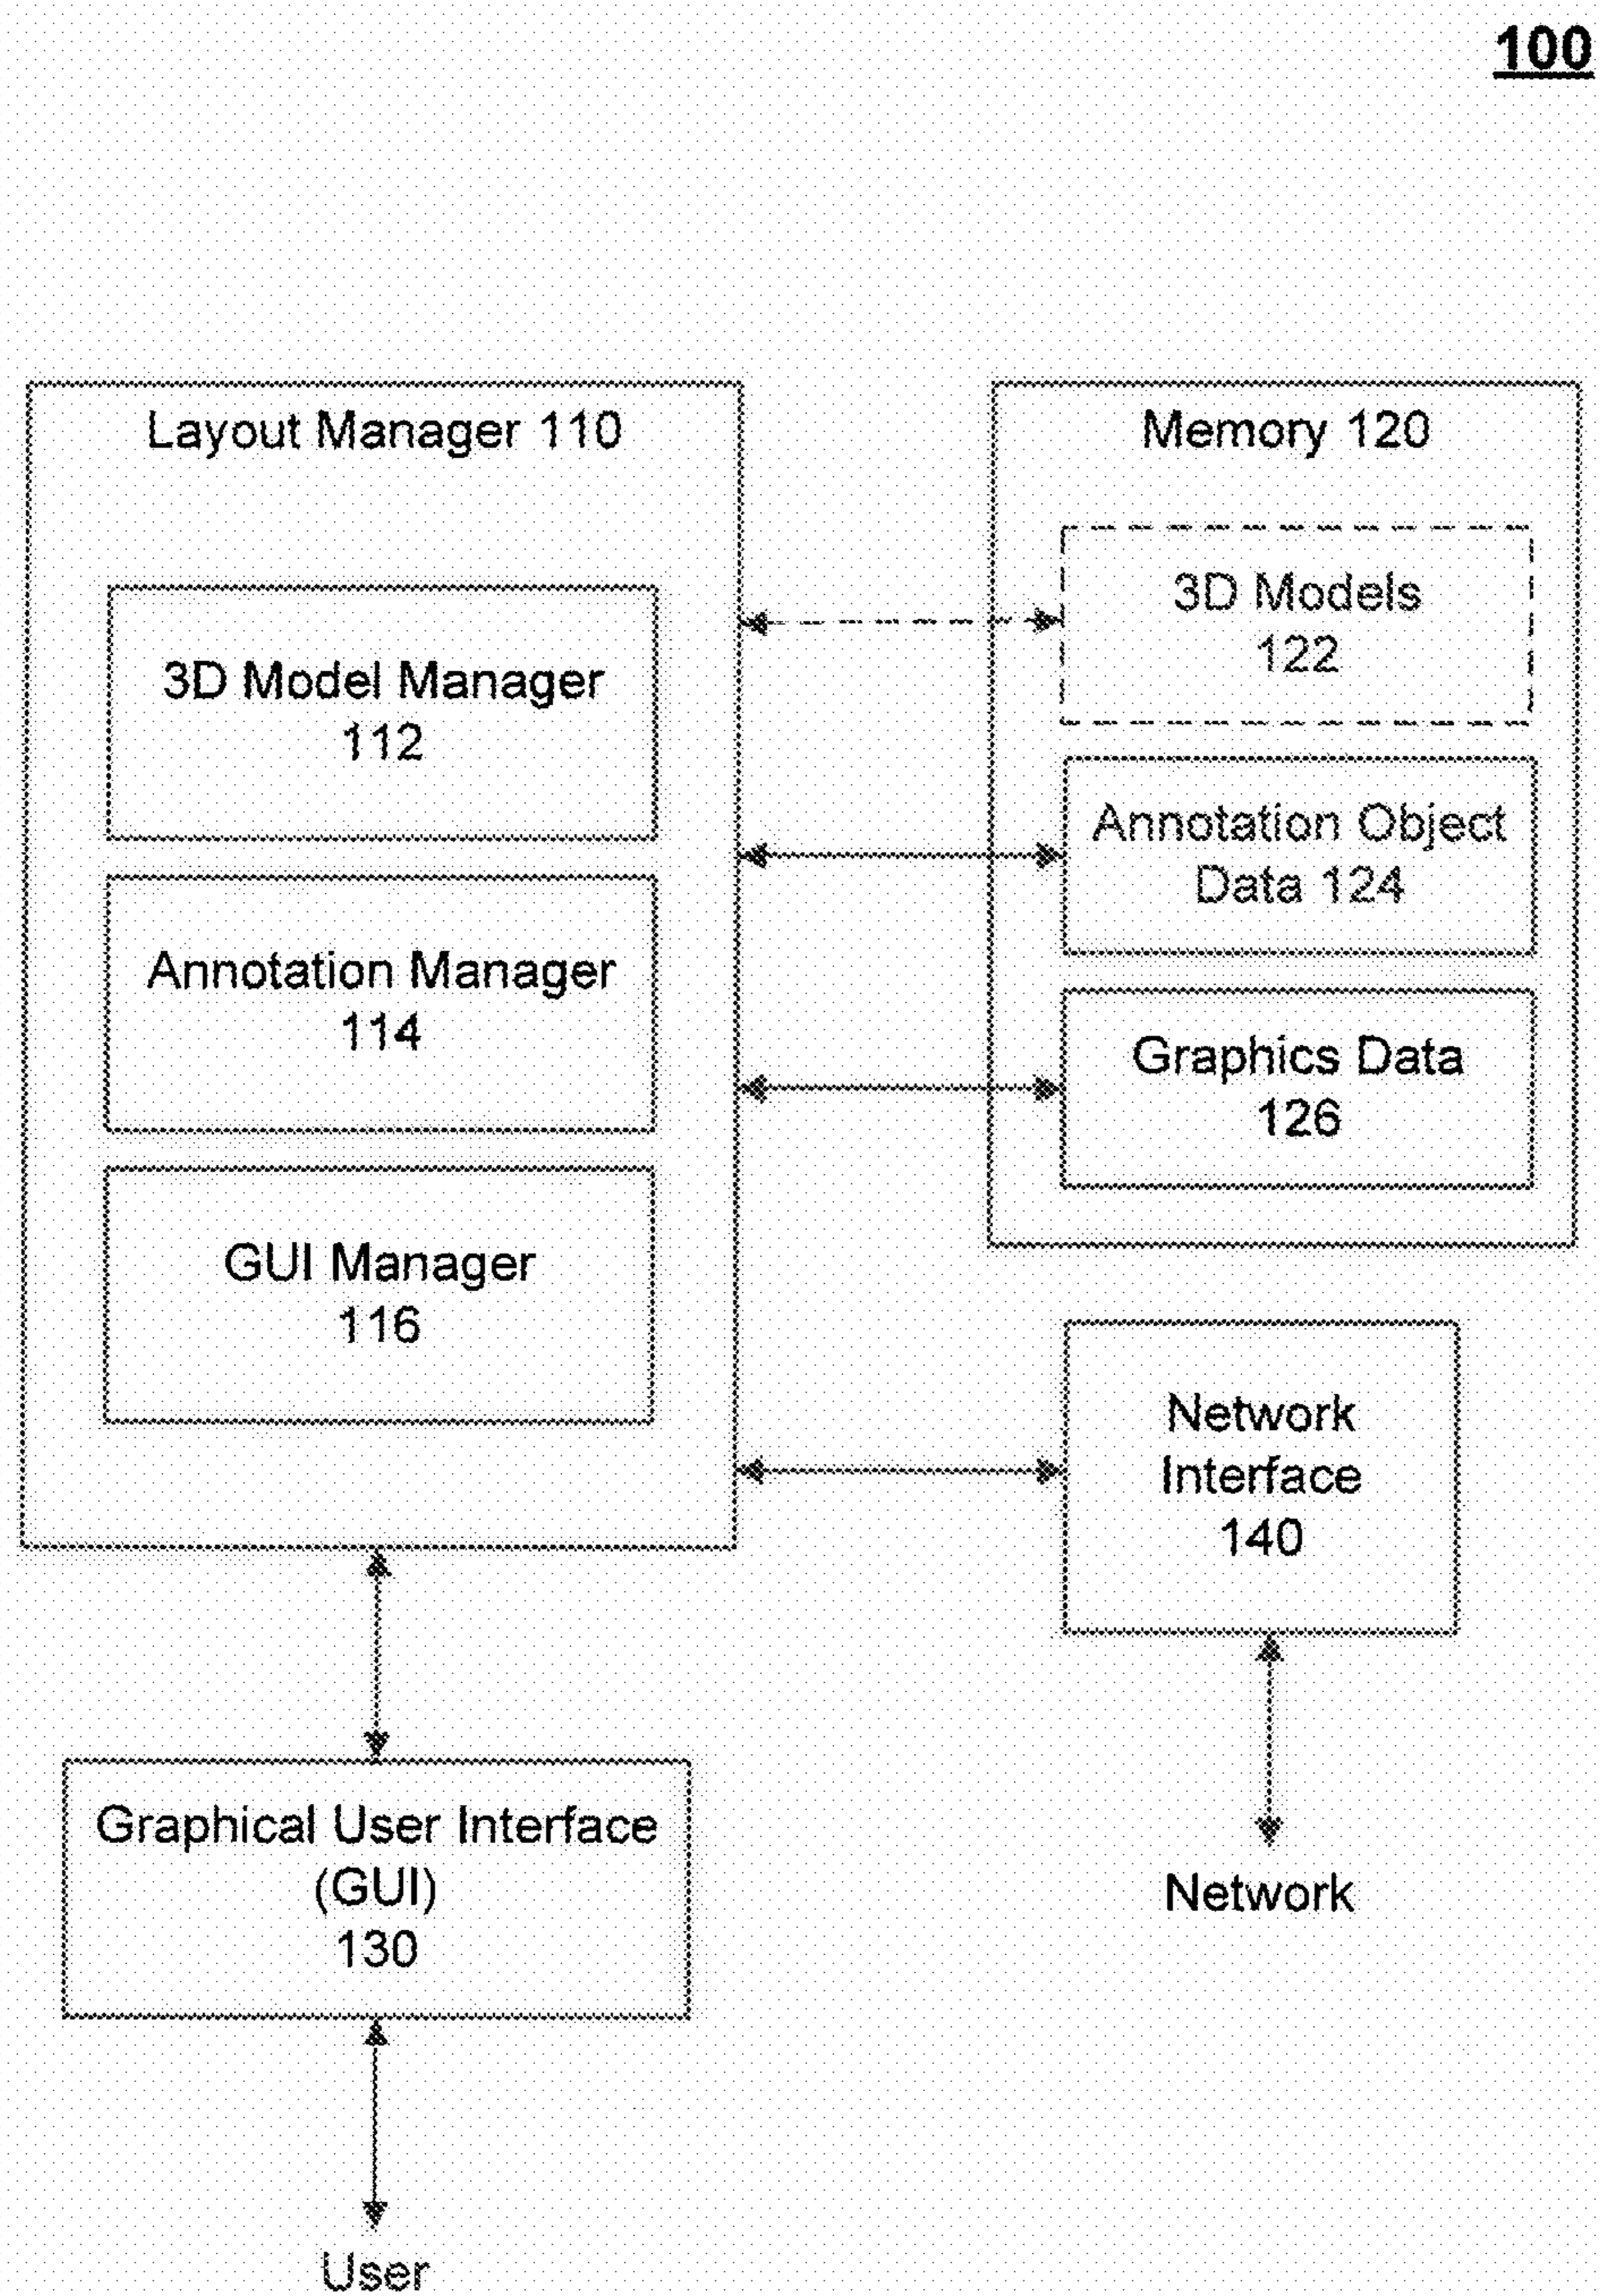 100
Layout Manager 110
3D Model Manager
112
Annotation Manager
114
GUI Manager
116
Memory 120
3D Models
122
Annotation Object
Data 124
Graphics Data
126
Network
Interface
140
Network
Graphical User Interface
(GUI)
130
User